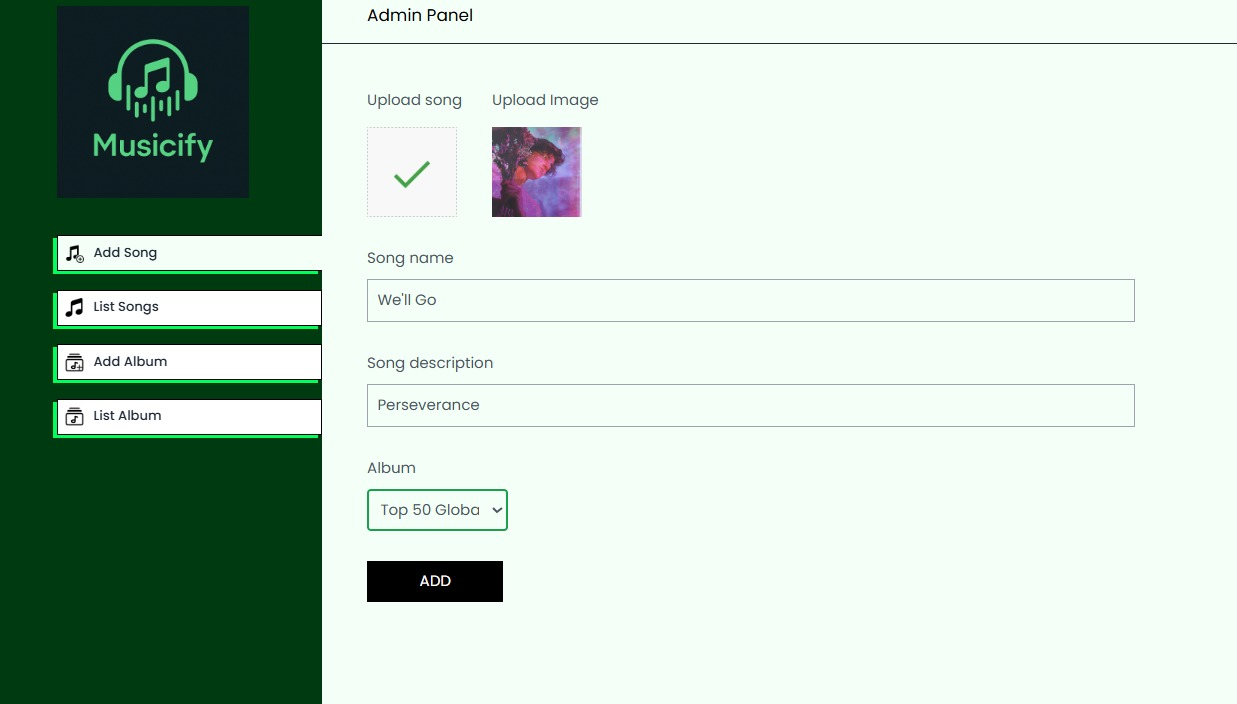 Musicify
Add Song
List Songs
Add Album
List Album
Admin Panel
Upload song
Upload Image
Song name
We'll Go
Song description
Perseverance
Album
Top 50 Globa
ADD